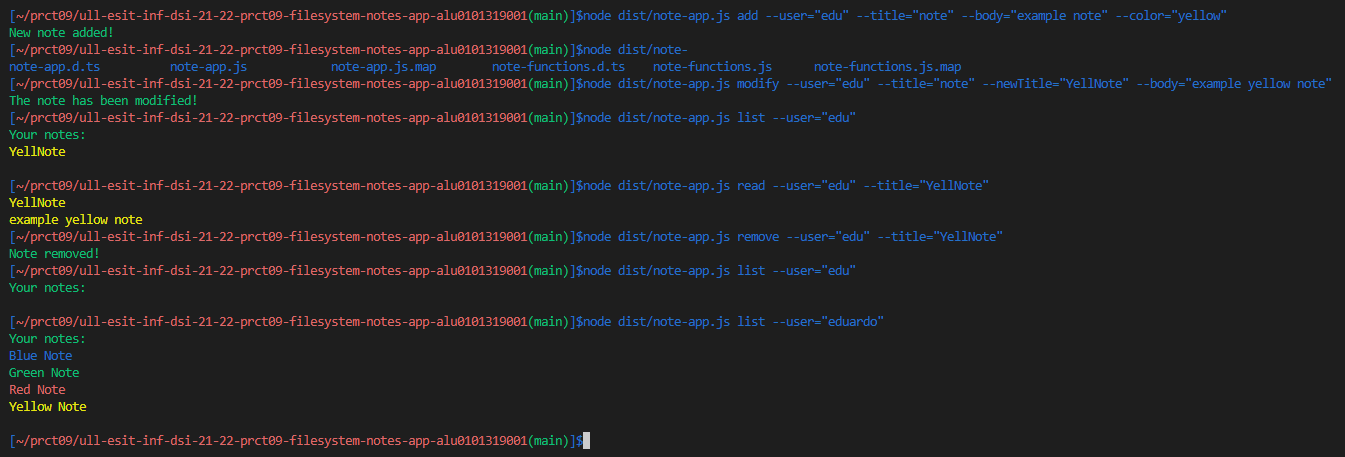 [~/prct09/ull-esit-inf-dsi-21-22-prct09-filesystem-notes-app-alu0101319001(main)]$node dist/note-app.js add --user="edu" --title="note" --body="example note" --color="yellow"
New note added!
[~/prct09/ull-esit-inf-dsi-21-22-prct09-filesystem-notes-app-alu0101319001(main)]$node dist/note-
note-app.d.ts note-app.js note-app.js.map note-functions.d.ts note-functions.js note-functions.js.map
[~/prct09/ull-esit-inf-dsi-21-22-prct09-filesystem-notes-app-alu0101319001(main)]$node dist/note-app.js modify --user="edu" --title="note" --newTitle="YellNote" --body="example yellow note"
The note has been modified!
[~/prct09/ull-esit-inf-dsi-21-22-prct09-filesystem-notes-app-alu0101319001(main)]$node dist/note-app.js list --user="edu"
Your notes:
YellNote
[~/prct09/ull-esit-inf-dsi-21-22-prct09-filesystem-notes-app-alu0101319001(main)]$node dist/note-app.js read --user="edu" --title="YellNote"
YellNote
example yellow note
[~/prct09/ull-esit-inf-dsi-21-22-prct09-filesystem-notes-app-alu0101319001(main)]$node dist/note-app.js remove --user="edu" --title="YellNote"
Note removed!
[~/prct09/ull-esit-inf-dsi-21-22-prct09-filesystem-notes-app-alu0101319001(main)]$node dist/note-app.js list --user="edu"
Your notes:
[~/prct09/ull-esit-inf-dsi-21-22-prct09-filesystem-notes-app-alu0101319001(main)]$node dist/note-app.js list --user="eduardo"
Your notes:
Blue Note
Green Note
Red Note
Yellow Note
[~/prct09/ull-esit-inf-dsi-21-22-prct09-filesystem-notes-app-alu0101319001(main)]$